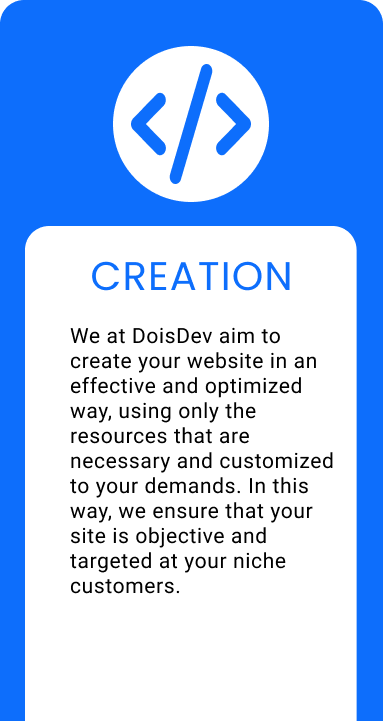 CREATION
We at DoisDev aim to
create your website in an
effective and optimized
way, using only the
resources that are
necessary and customized
to your demands. In this
way, we ensure that your
site is objective and
targeted at your niche
customers.